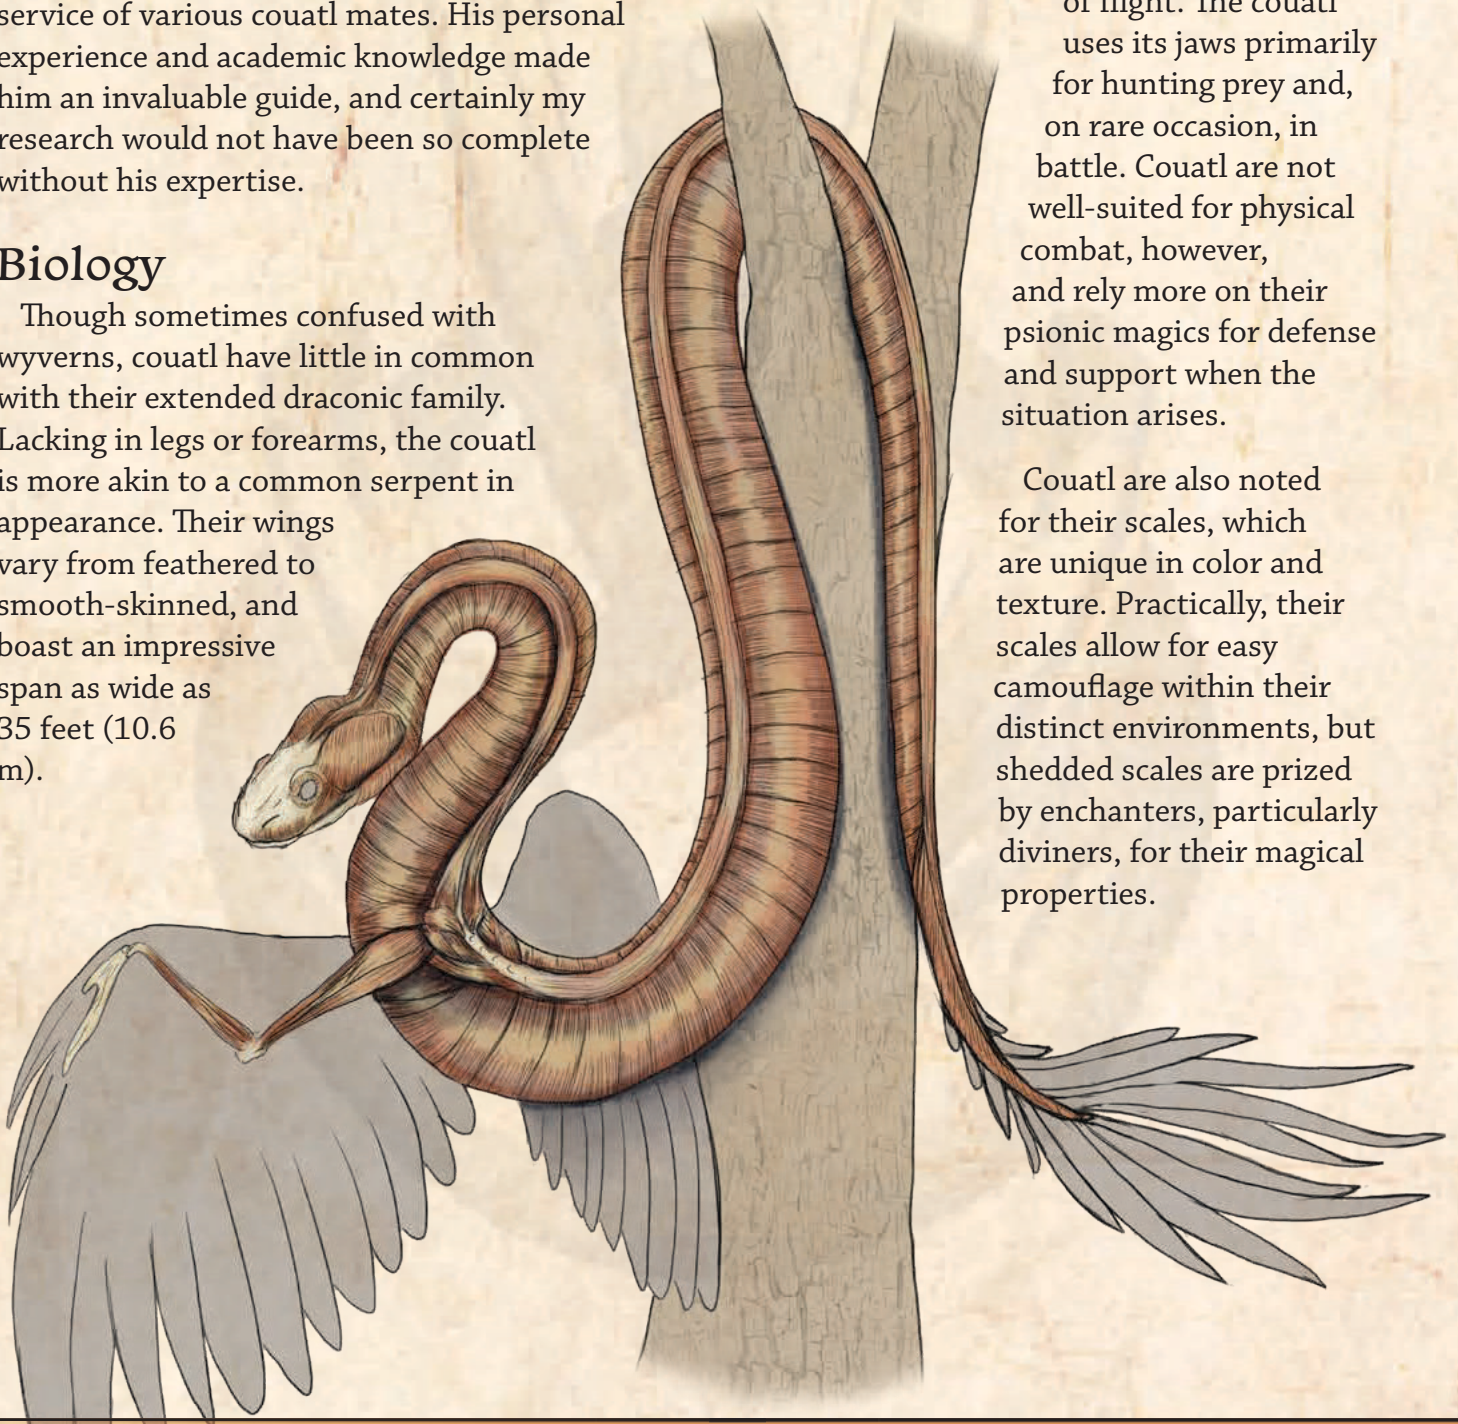 service of various couatl mates. His personal
experience and academic knowledge made
him an invaluable guide, and certainly my
research would not have been so complete
without his expertise.
Biology
Though sometimes confused with
wyverns, couatl have little in common
with their extended draconic family.
Lacking in legs or forearms, the couatl
is more akin to a common serpent in
appearance. Their wings
vary from feathered to
smooth-skinned, and
boast an impressive
span as wide as
35 feet (10.6
m).
of flight. The couatl
uses its jaws primarily
for hunting prey and,
on rare occasion, in
battle. Couatl are not
well-suited for physical
combat, however,
and rely more on their
psionic magics for defense
and support when the
situation arises.
Couatl are also noted
for their scales, which
are unique in color and
texture. Practically, their
scales allow for easy
camouflage within their
distinct environments, but
shedded scales are prized
by enchanters, particularly
diviners, for their magical
properties.